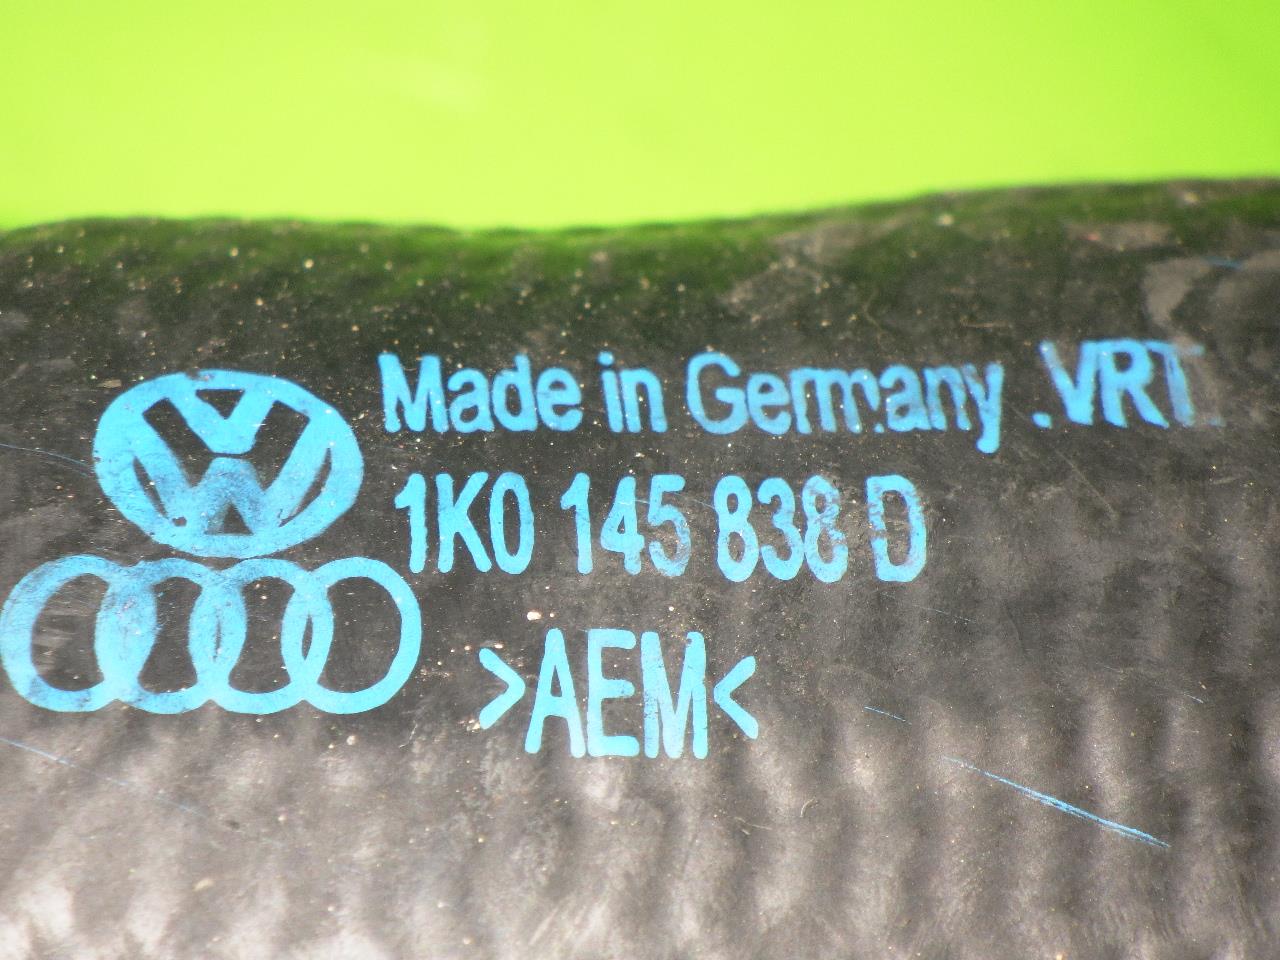 Made in Germany .VRT
1K0 145 838 D
>AEM<